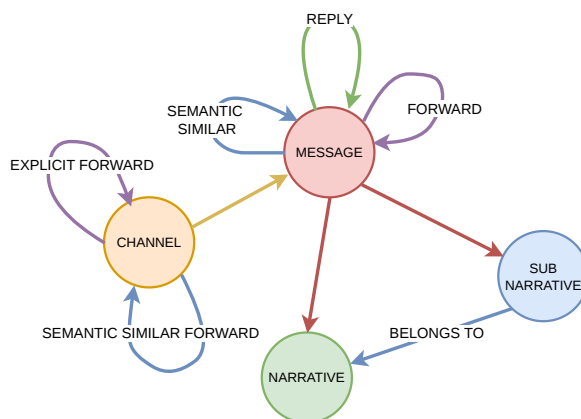 REPLY
SEMANTIC
SIMILAR
FORWARD
MESSAGE
EXPLICIT FORWARD
CHANNEL
SUB
NARRATIVE
SEMANTIC SIMILAR FORWARD
BELONGS TO
NARRATIVE